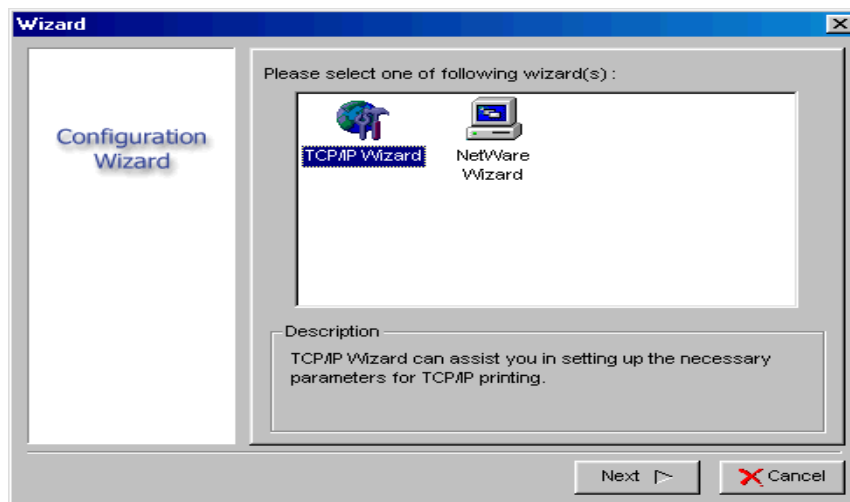 Wizard
Configuration
Wizard
Please select one of following wizard(s) :
TCP/IP Wizard
NetWare
Wizard
Description
TCP/IP Wizard can assist you in setting up the necessary
parameters for TCP/IP printing.
Next
Cancel